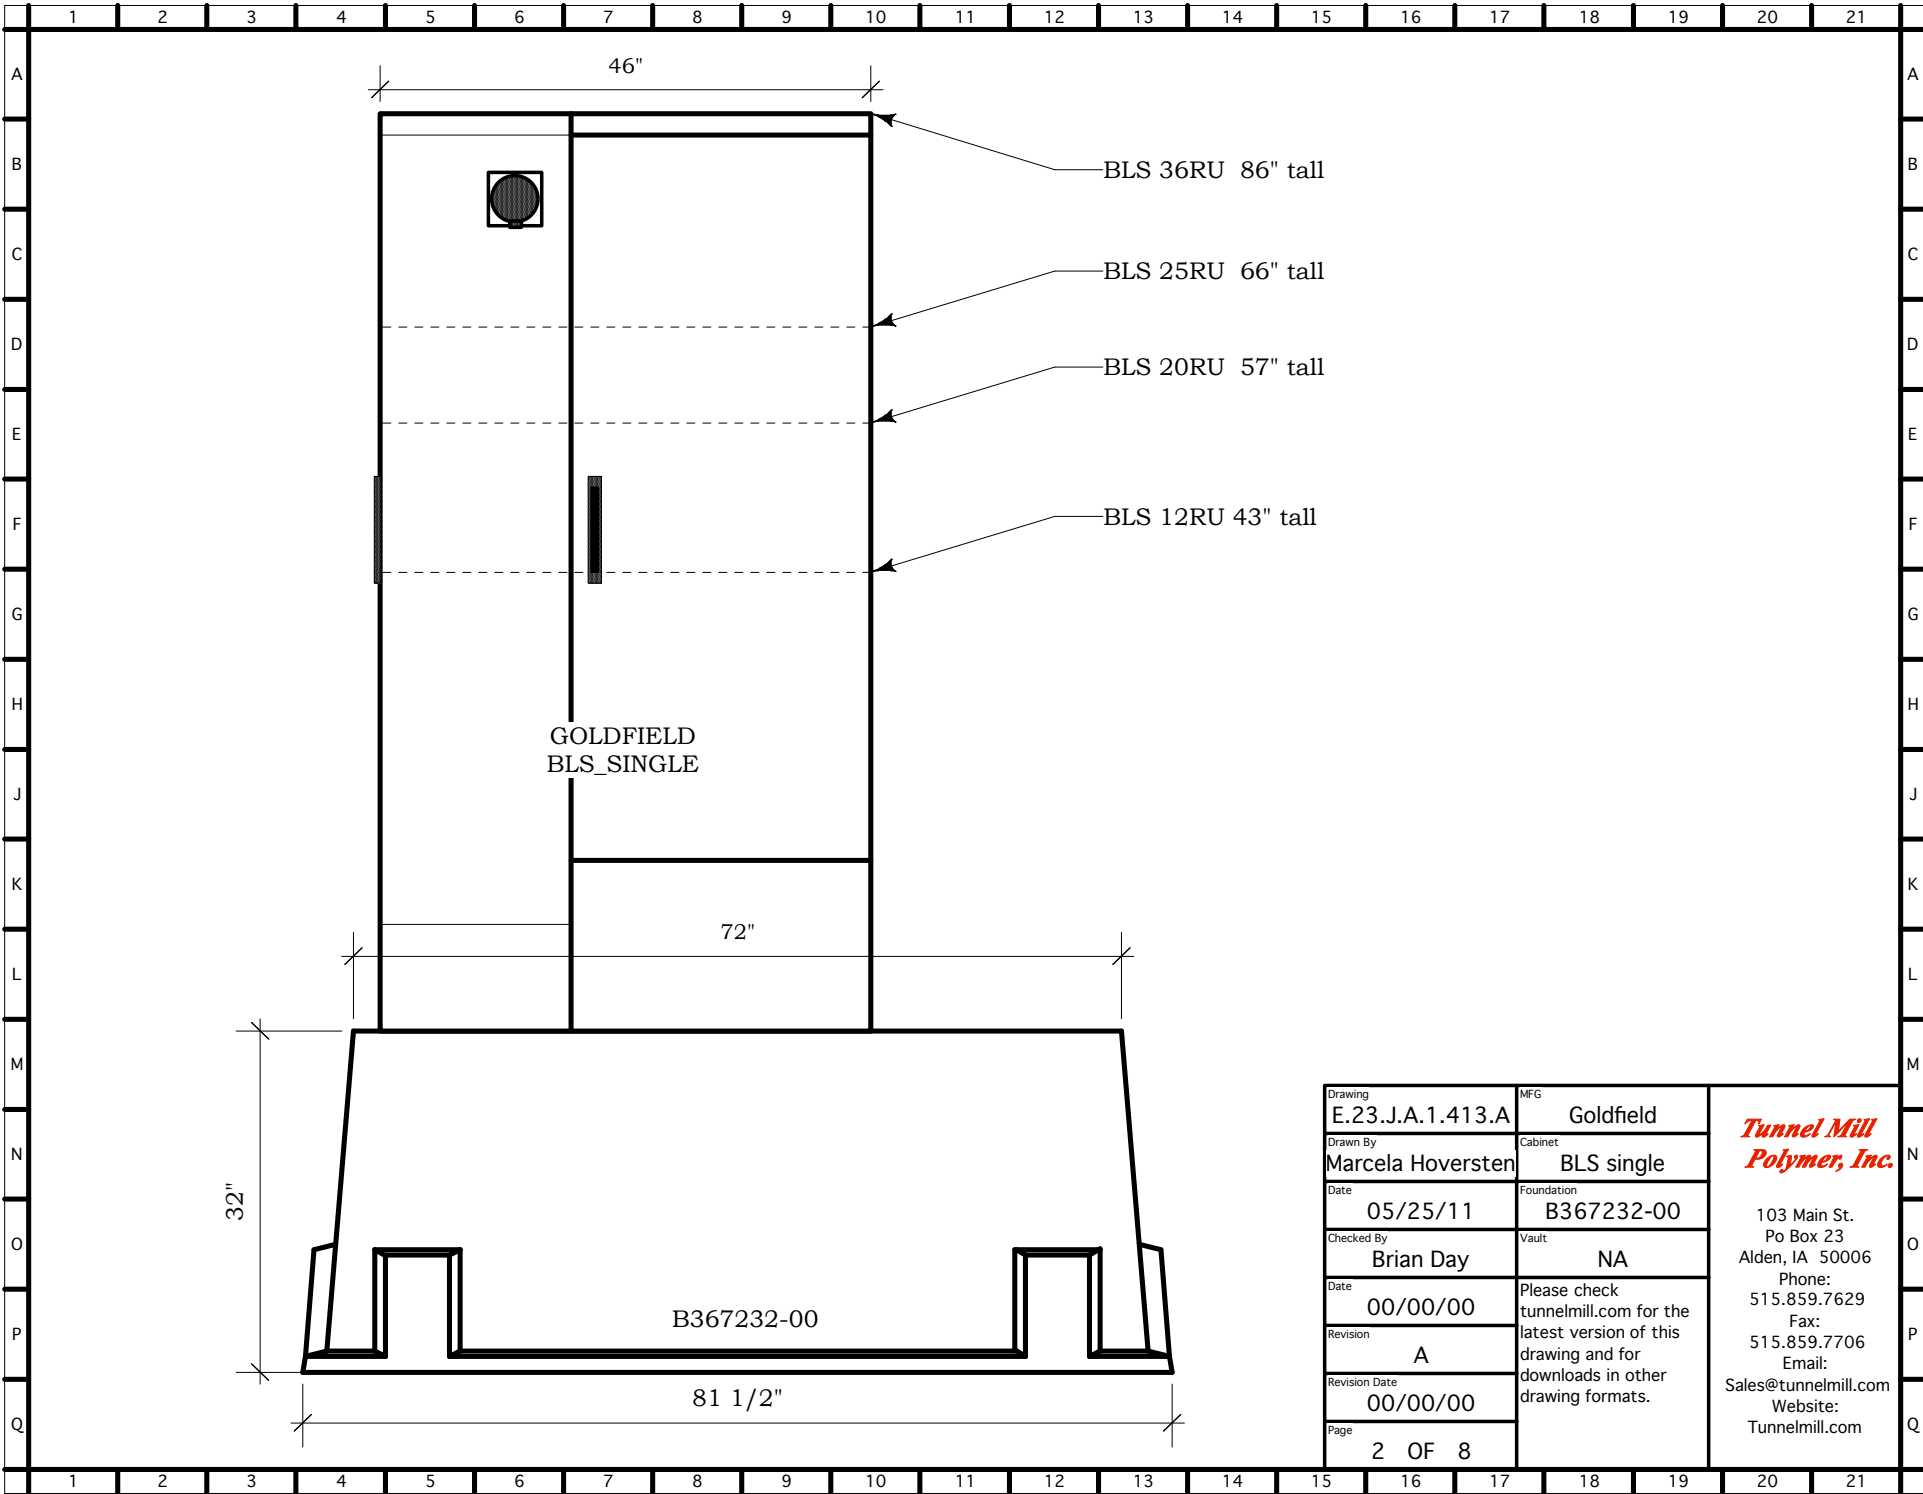 1 2 3 4 5 6 7 8 9 10 11 12 13 14 15 16 17 18 19 20 21
A A
B B
C C
D D
E E
F F
G G
H H
J J
K K
L L
M M
N N
O O
P P
Q Q
46"
BLS 36RU 86" tall
BLS 25RU 66" tall
BLS 20RU 57" tall
BLS 12RU 43" tall
GOLDFIELD
BLS_SINGLE
72"
32"
B367232-00
81 1/2"
Drawing
E.23.J.A.1.413.A
MFG
Goldfield
Drawn By
Marcela Hoversten
Cabinet
BLS single
Date
05/25/11
Foundation
B367232-00
Checked By
Brian Day
Vault
NA
Date
00/00/00
Revision
A
Revision Date
00/00/00
Page
2 OF 8
Please check
tunnelmill.com for the
latest version of this
drawing and for
downloads in other
drawing formats.
Tunnel Mill
Polymer, Inc.
103 Main St.
Po Box 23
Alden, IA 50006
Phone:
515.859.7629
Fax:
515.859.7706
Email:
Sales@tunnelmill.com
Website:
Tunnelmill.com
1 2 3 4 5 6 7 8 9 10 11 12 13 14 15 16 17 18 19 20 21